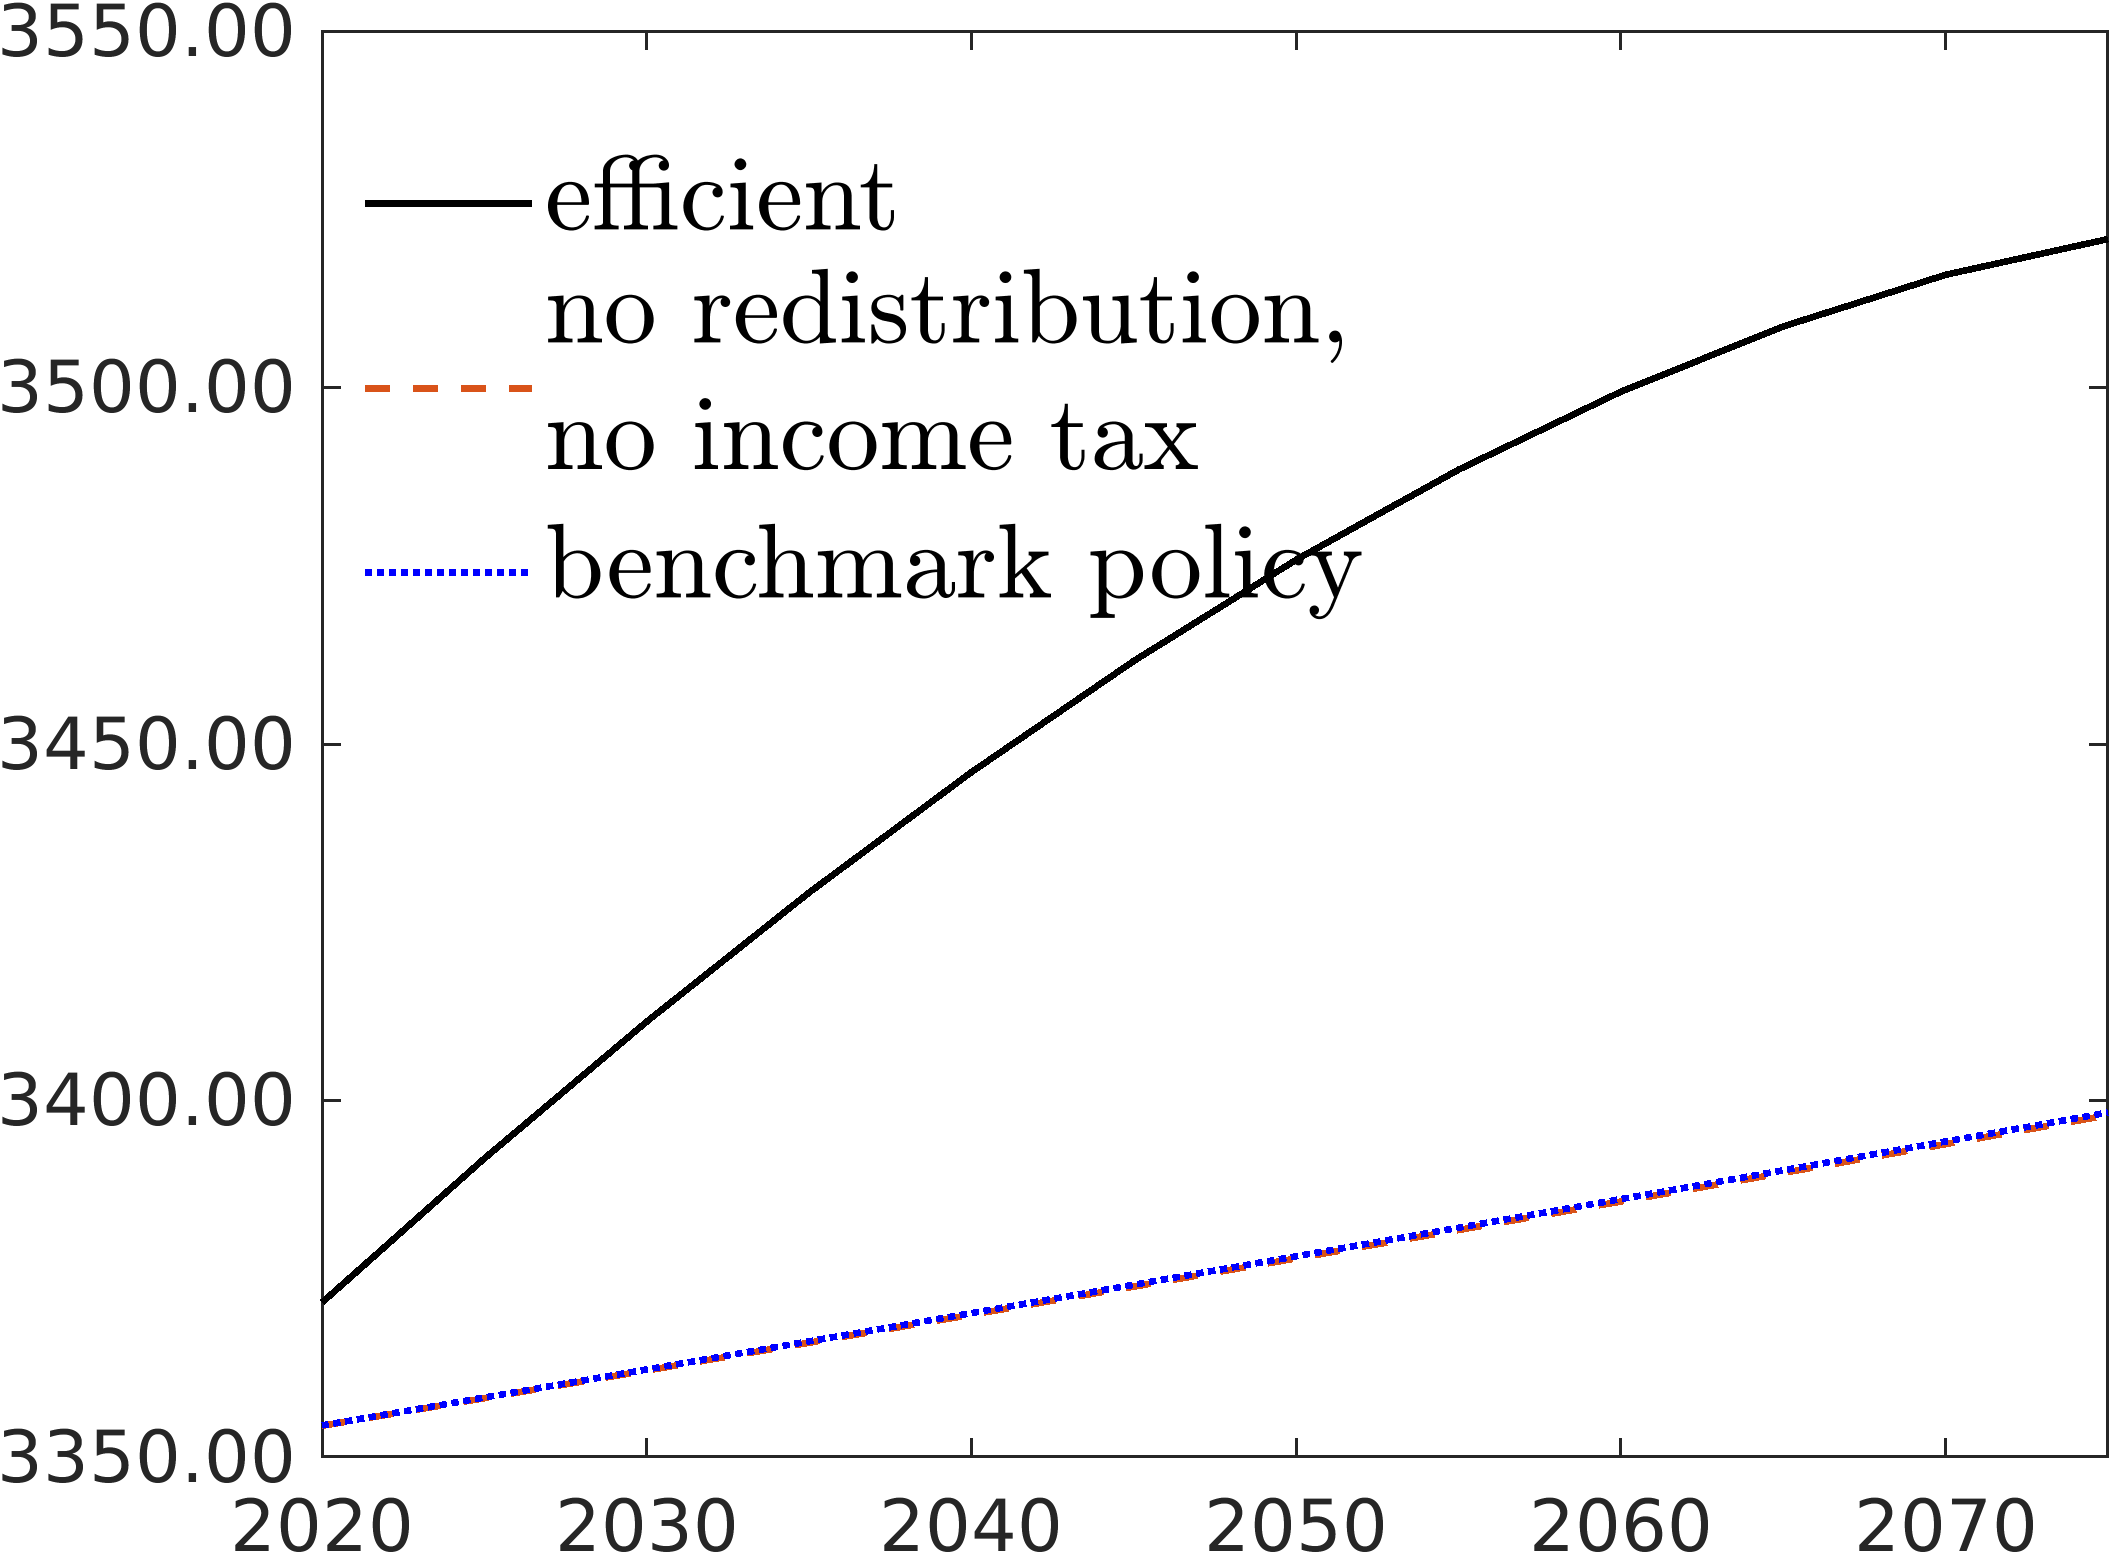 3550.00
efficient
no redistribution,
3500.00
no income tax
benchmark policy
3450.00
3400.00
3350.00
2020 2030 2040 2050 2060 2070